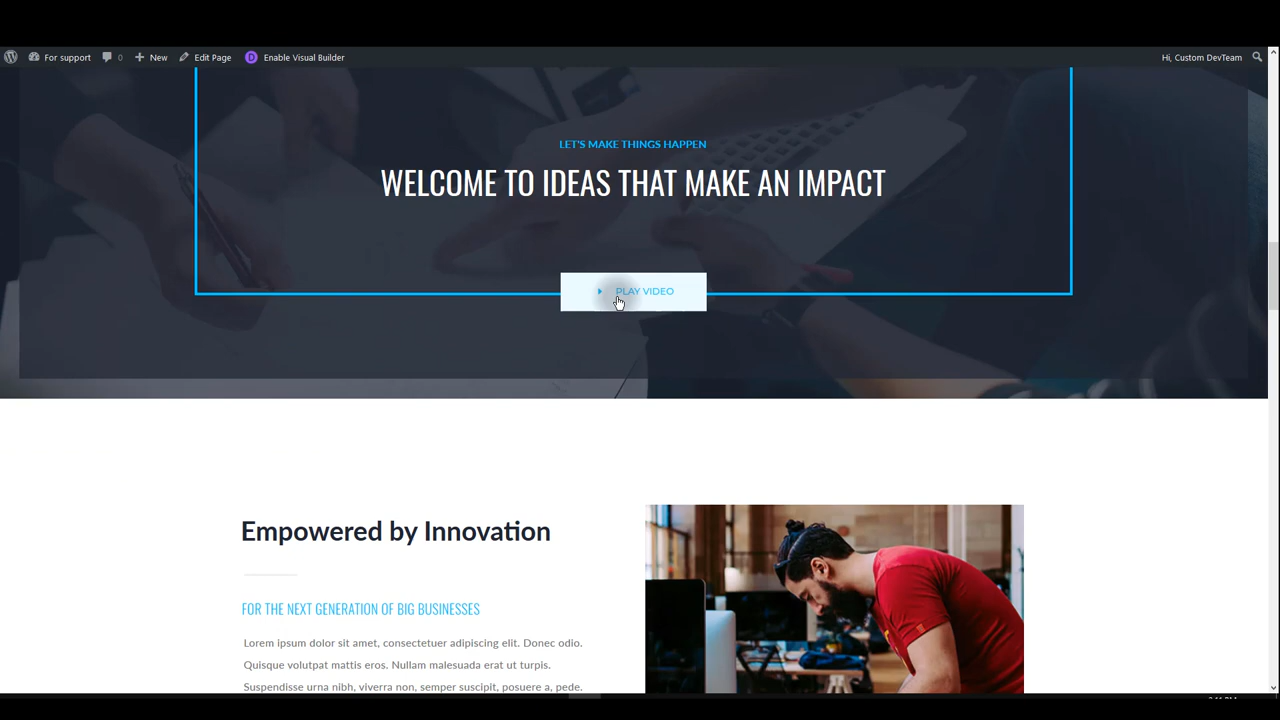 For support
0
New
Edit Page
D
Enable Visual Builder
Hi, Custom DevTeam
LET'S MAKE THINGS HAPPEN
WELCOME TO IDEAS THAT MAKE AN IMPACT
PLAY VIDEO
Empowered by Innovation
FOR THE NEXT GENERATION OF BIG BUSINESSES
Lorem ipsum dolor sit amet, consectetuer adipiscing elit. Donec odio.
Quisque volutpat mattis eros. Nullam malesuada erat ut turpis.
Suspendisse urna nibh, viverra non, semper suscipit, posuere a, pede.